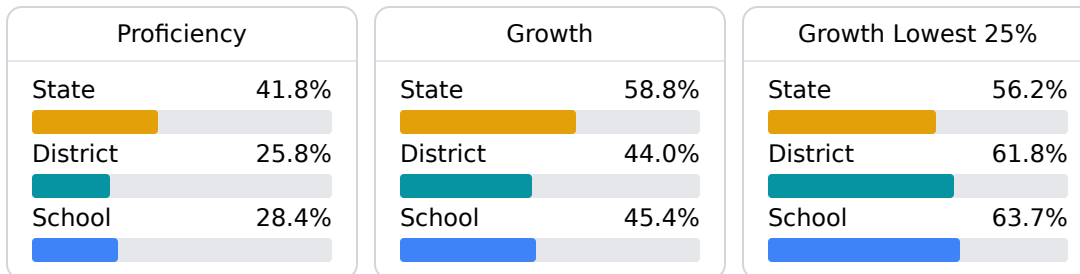 Proficiency
State 41.8%
District 25.8%
School 28.4%
Growth
State 58.8%
District 44.0%
School 45.4%
Growth Lowest 25%
State 56.2%
District 61.8%
School 63.7%